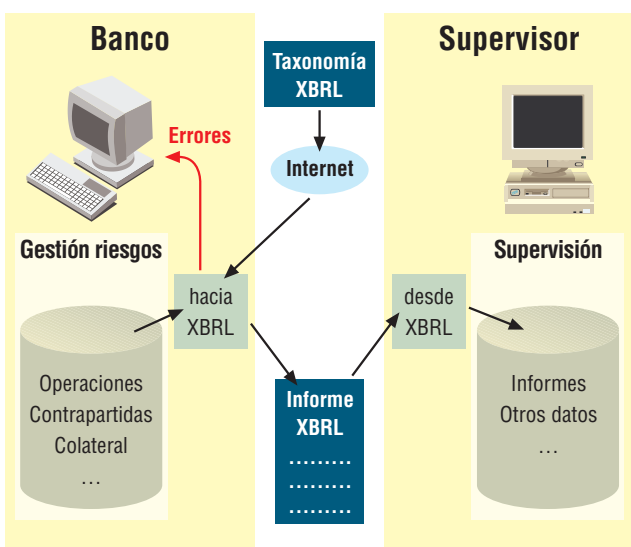 Banco
Supervisor
Taxonomía
XBRL
Errores
Internet
Gestión riesgos
Supervisión
hacia
XBRL
desde
XBRL
Operaciones
Contrapartidas
Colateral
…
Informe
XBRL
.........
.........
.........
Informes
Otros datos
…